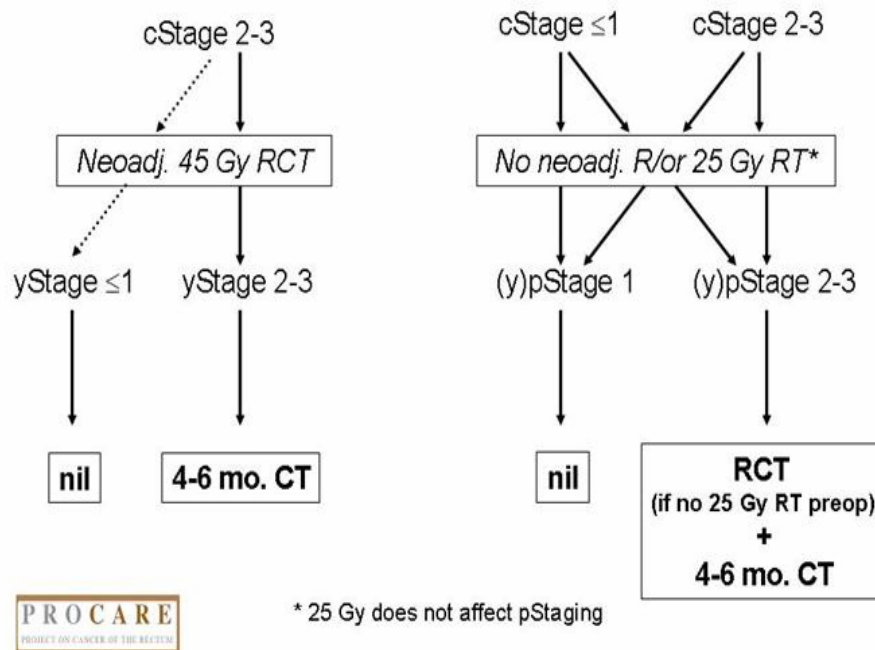 cStage 2-3
Neoadj. 45 Gy RCT
yStage ≤1
yStage 2-3
nil
4-6 mo. CT
cStage ≤1
cStage 2-3
No neoadj. R/or 25 Gy RT*
(y)pStage 1
(y)pStage 2-3
nil
RCT
(if no 25 Gy RT preop)
+
4-6 mo. CT
PROCARE
PROJECT ON CANCER OF THE RECTUM
* 25 Gy does not affect pStaging